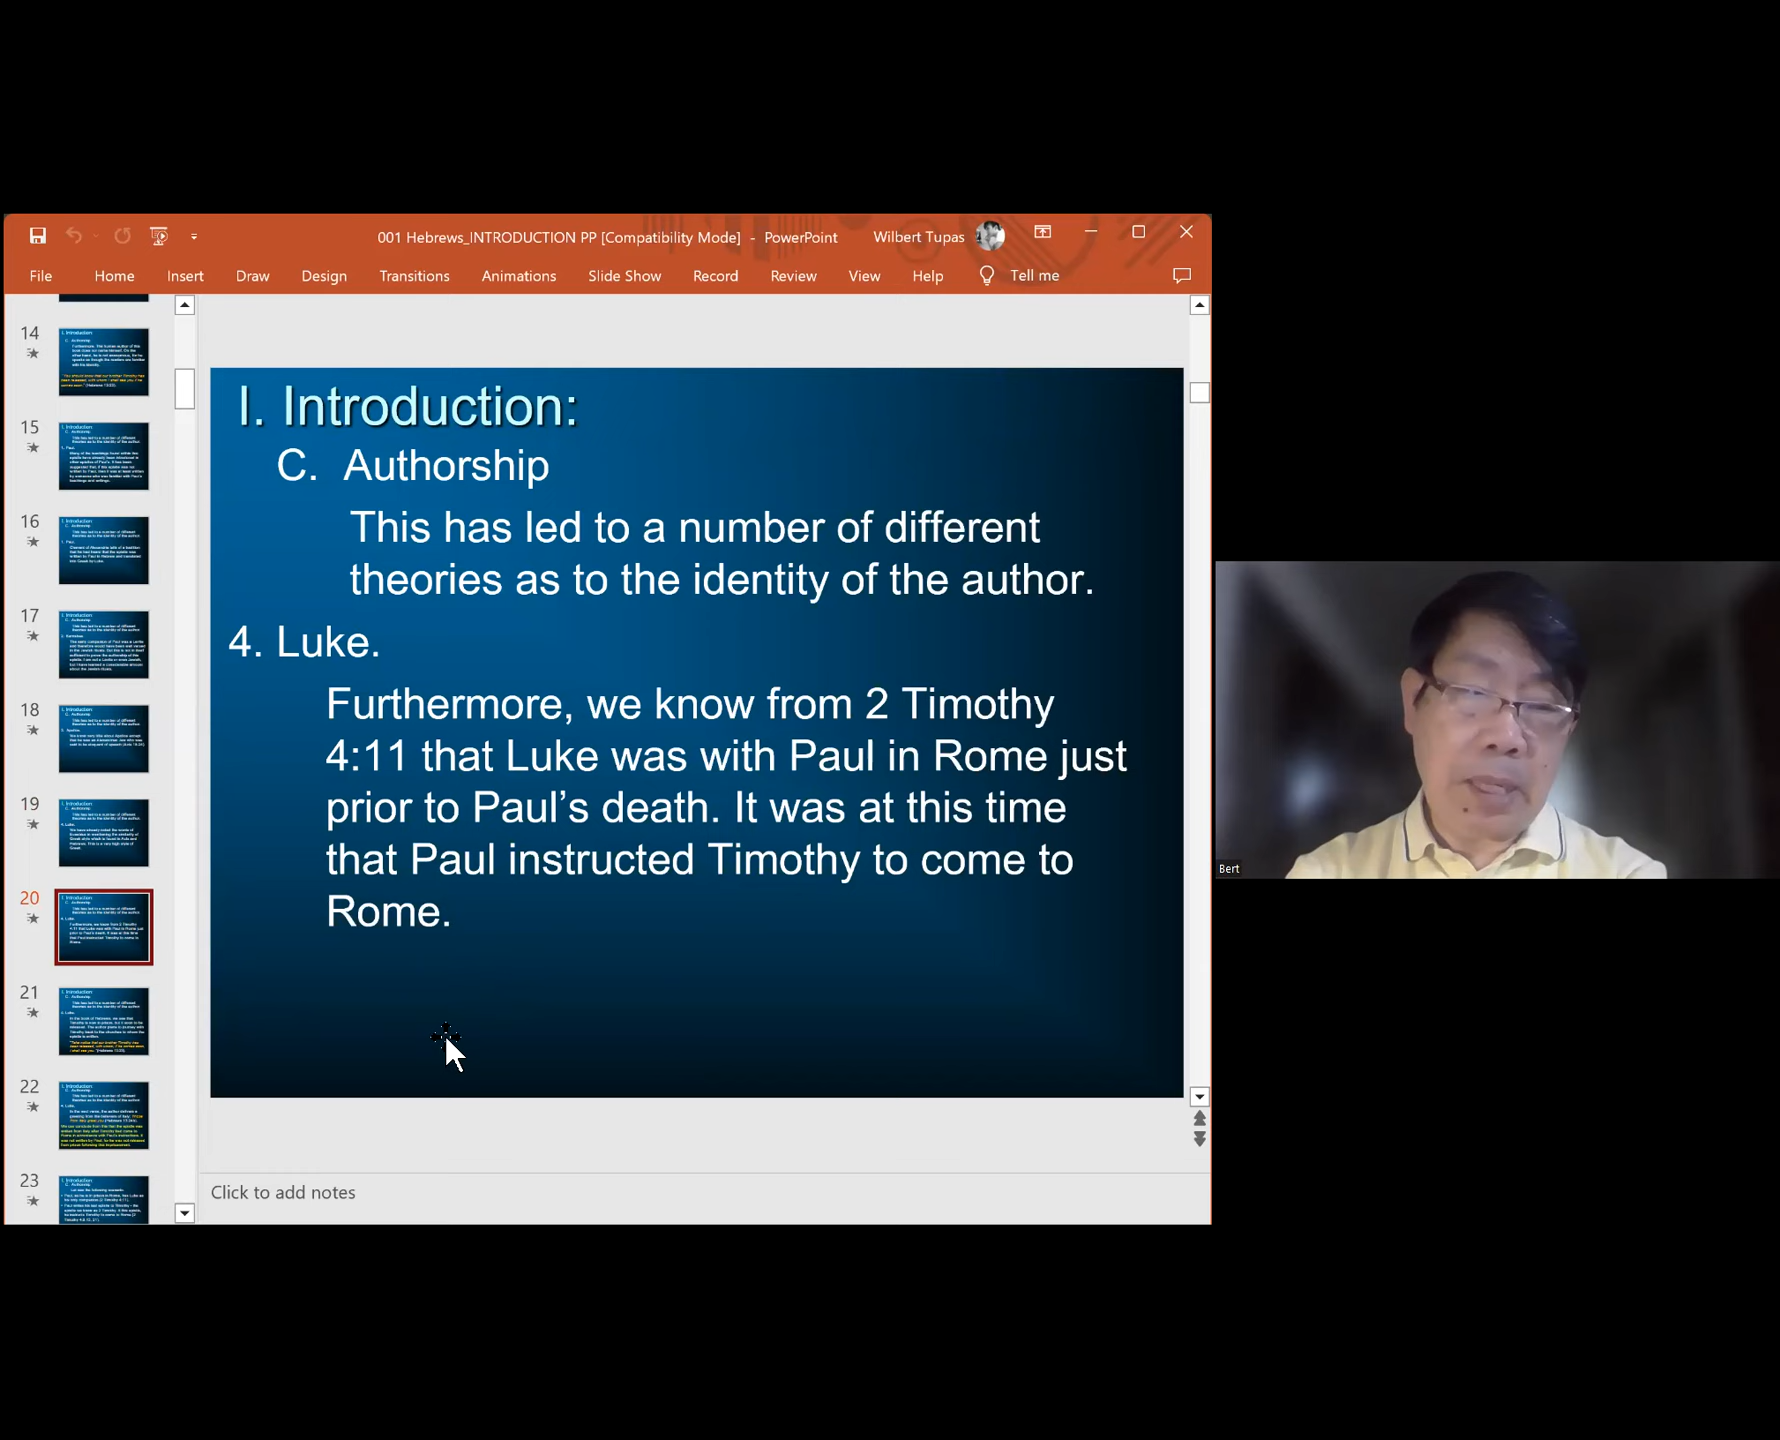 001 Hebrews_INTRODUCTION PP [Compatibility Mode] - PowerPoint
Wilbert Tupas
File Home Insert Draw Design Transitions Animations Slide Show Record Review View Help Tell me
14
15
16
17
18
19
20
21
22
23
I. Introduction:
C. Authorship
This has led to a number of different
theories as to the identity of the author.
4. Luke.
Furthermore, we know from 2 Timothy
4:11 that Luke was with Paul in Rome just
prior to Paul’s death. It was at this time
that Paul instructed Timothy to come to
Rome.
Click to add notes
Bert